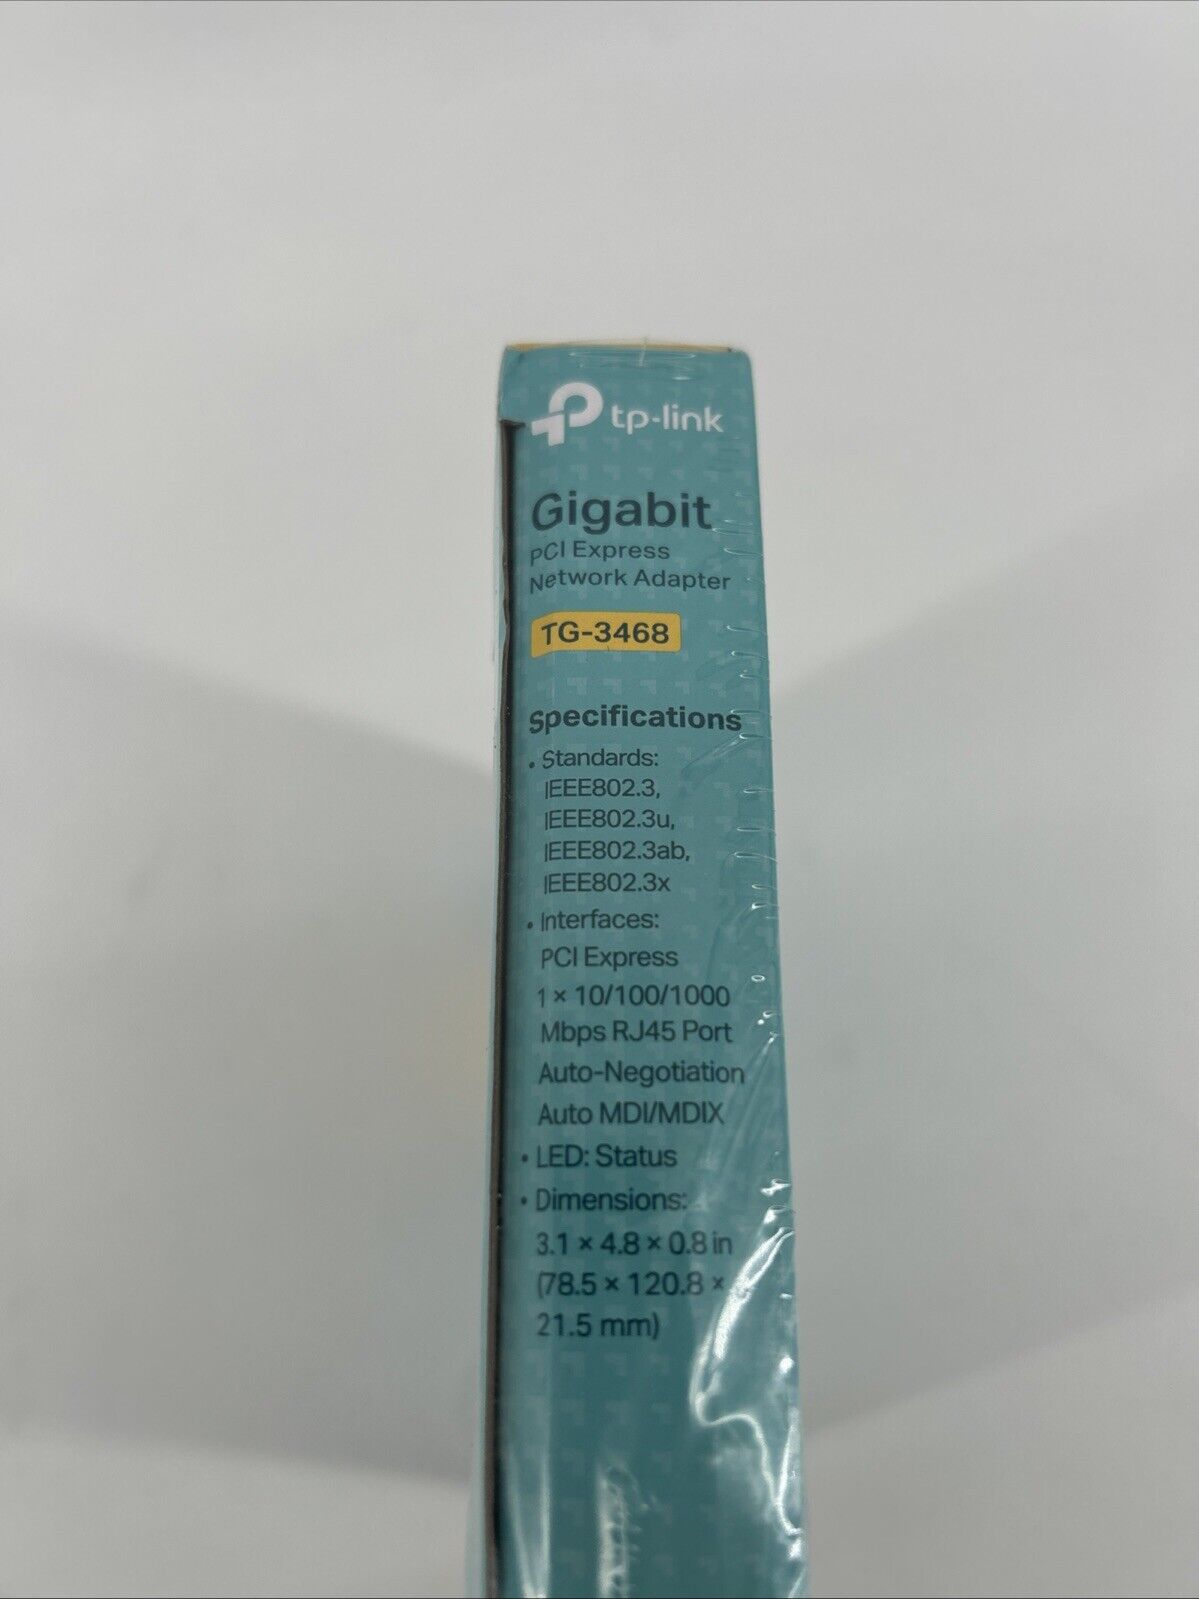 tp-link
Gigabit
PCI Express
Network Adapter
TG-3468
Specifications
• Standards:
IEEE802.3,
IEEE802.3u,
IEEE802.3ab,
IEEE802.3x
• Interfaces:
PCI Express
1 × 10/100/1000
Mbps RJ45 Port
Auto-Negotiation
Auto MDI/MDIX
• LED: Status
• Dimensions:
3.1 × 4.8 × 0.8 in
(78.5 × 120.8 ×
21.5 mm)